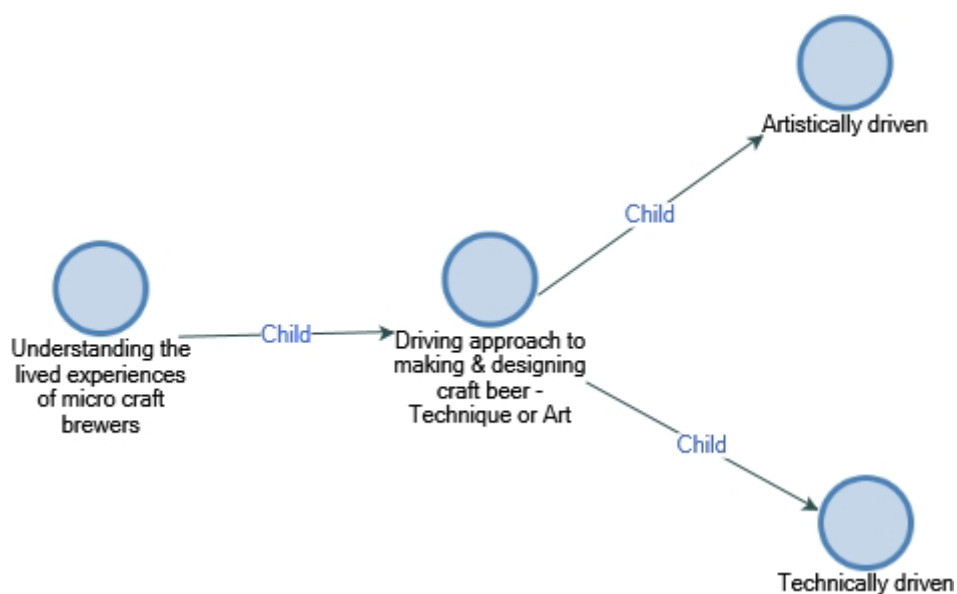 Artistically driven
Child
Child
Understanding the
lived experiences
of micro craft
brewers
Driving approach to
making & designing
craft beer -
Technique or Art
Child
Technically driven